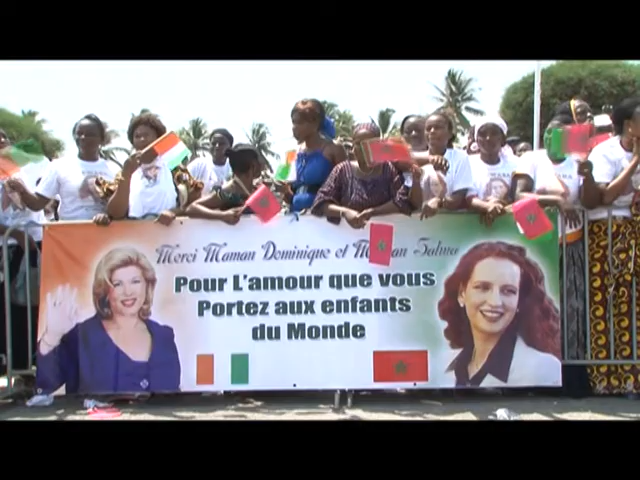 Merci Maman Dominique et Maman Salma
Pour L'amour que vous
Portez aux enfants
du Monde